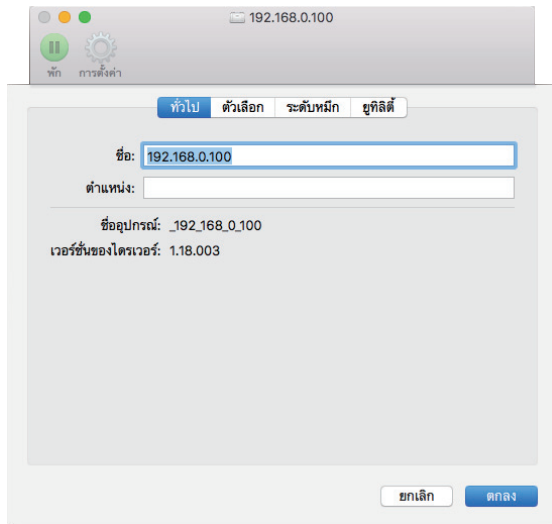 192.168.0.100
พัก การตั้งค่า
ทั่วไป ตัวเลือก ระดับหมึก ยูทิลิตี้
ชื่อ: 192.168.0.100
ตำแหน่ง:
ชื่ออุปกรณ์: _192_168_0_100
เวอร์ชั่นของไดรเวอร์: 1.18.003
ยกเลิก ตกลง